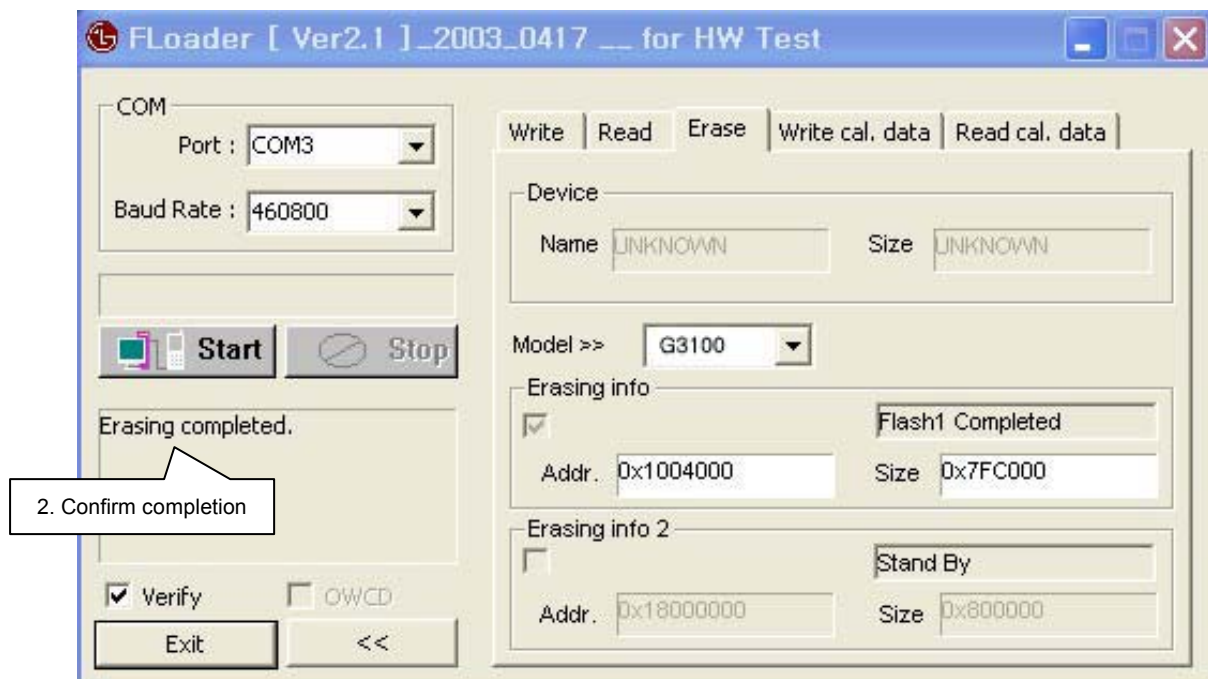 FLoader [ Ver2.1 ]_2003_0417 __ for HW Test
COM
Port : COM3
Baud Rate : 460800
Start
Stop
Erasing completed.
2. Confirm completion
Verify
OWCD
Exit
<<
Write
Read
Erase
Write cal. data
Read cal. data
Device
Name UNKNOWN
Size UNKNOWN
Model >> G3100
Erasing info
Flash1 Completed
Addr. 0x1004000
Size 0x7FC000
Erasing info 2
Stand By
Addr. 0x18000000
Size 0x800000